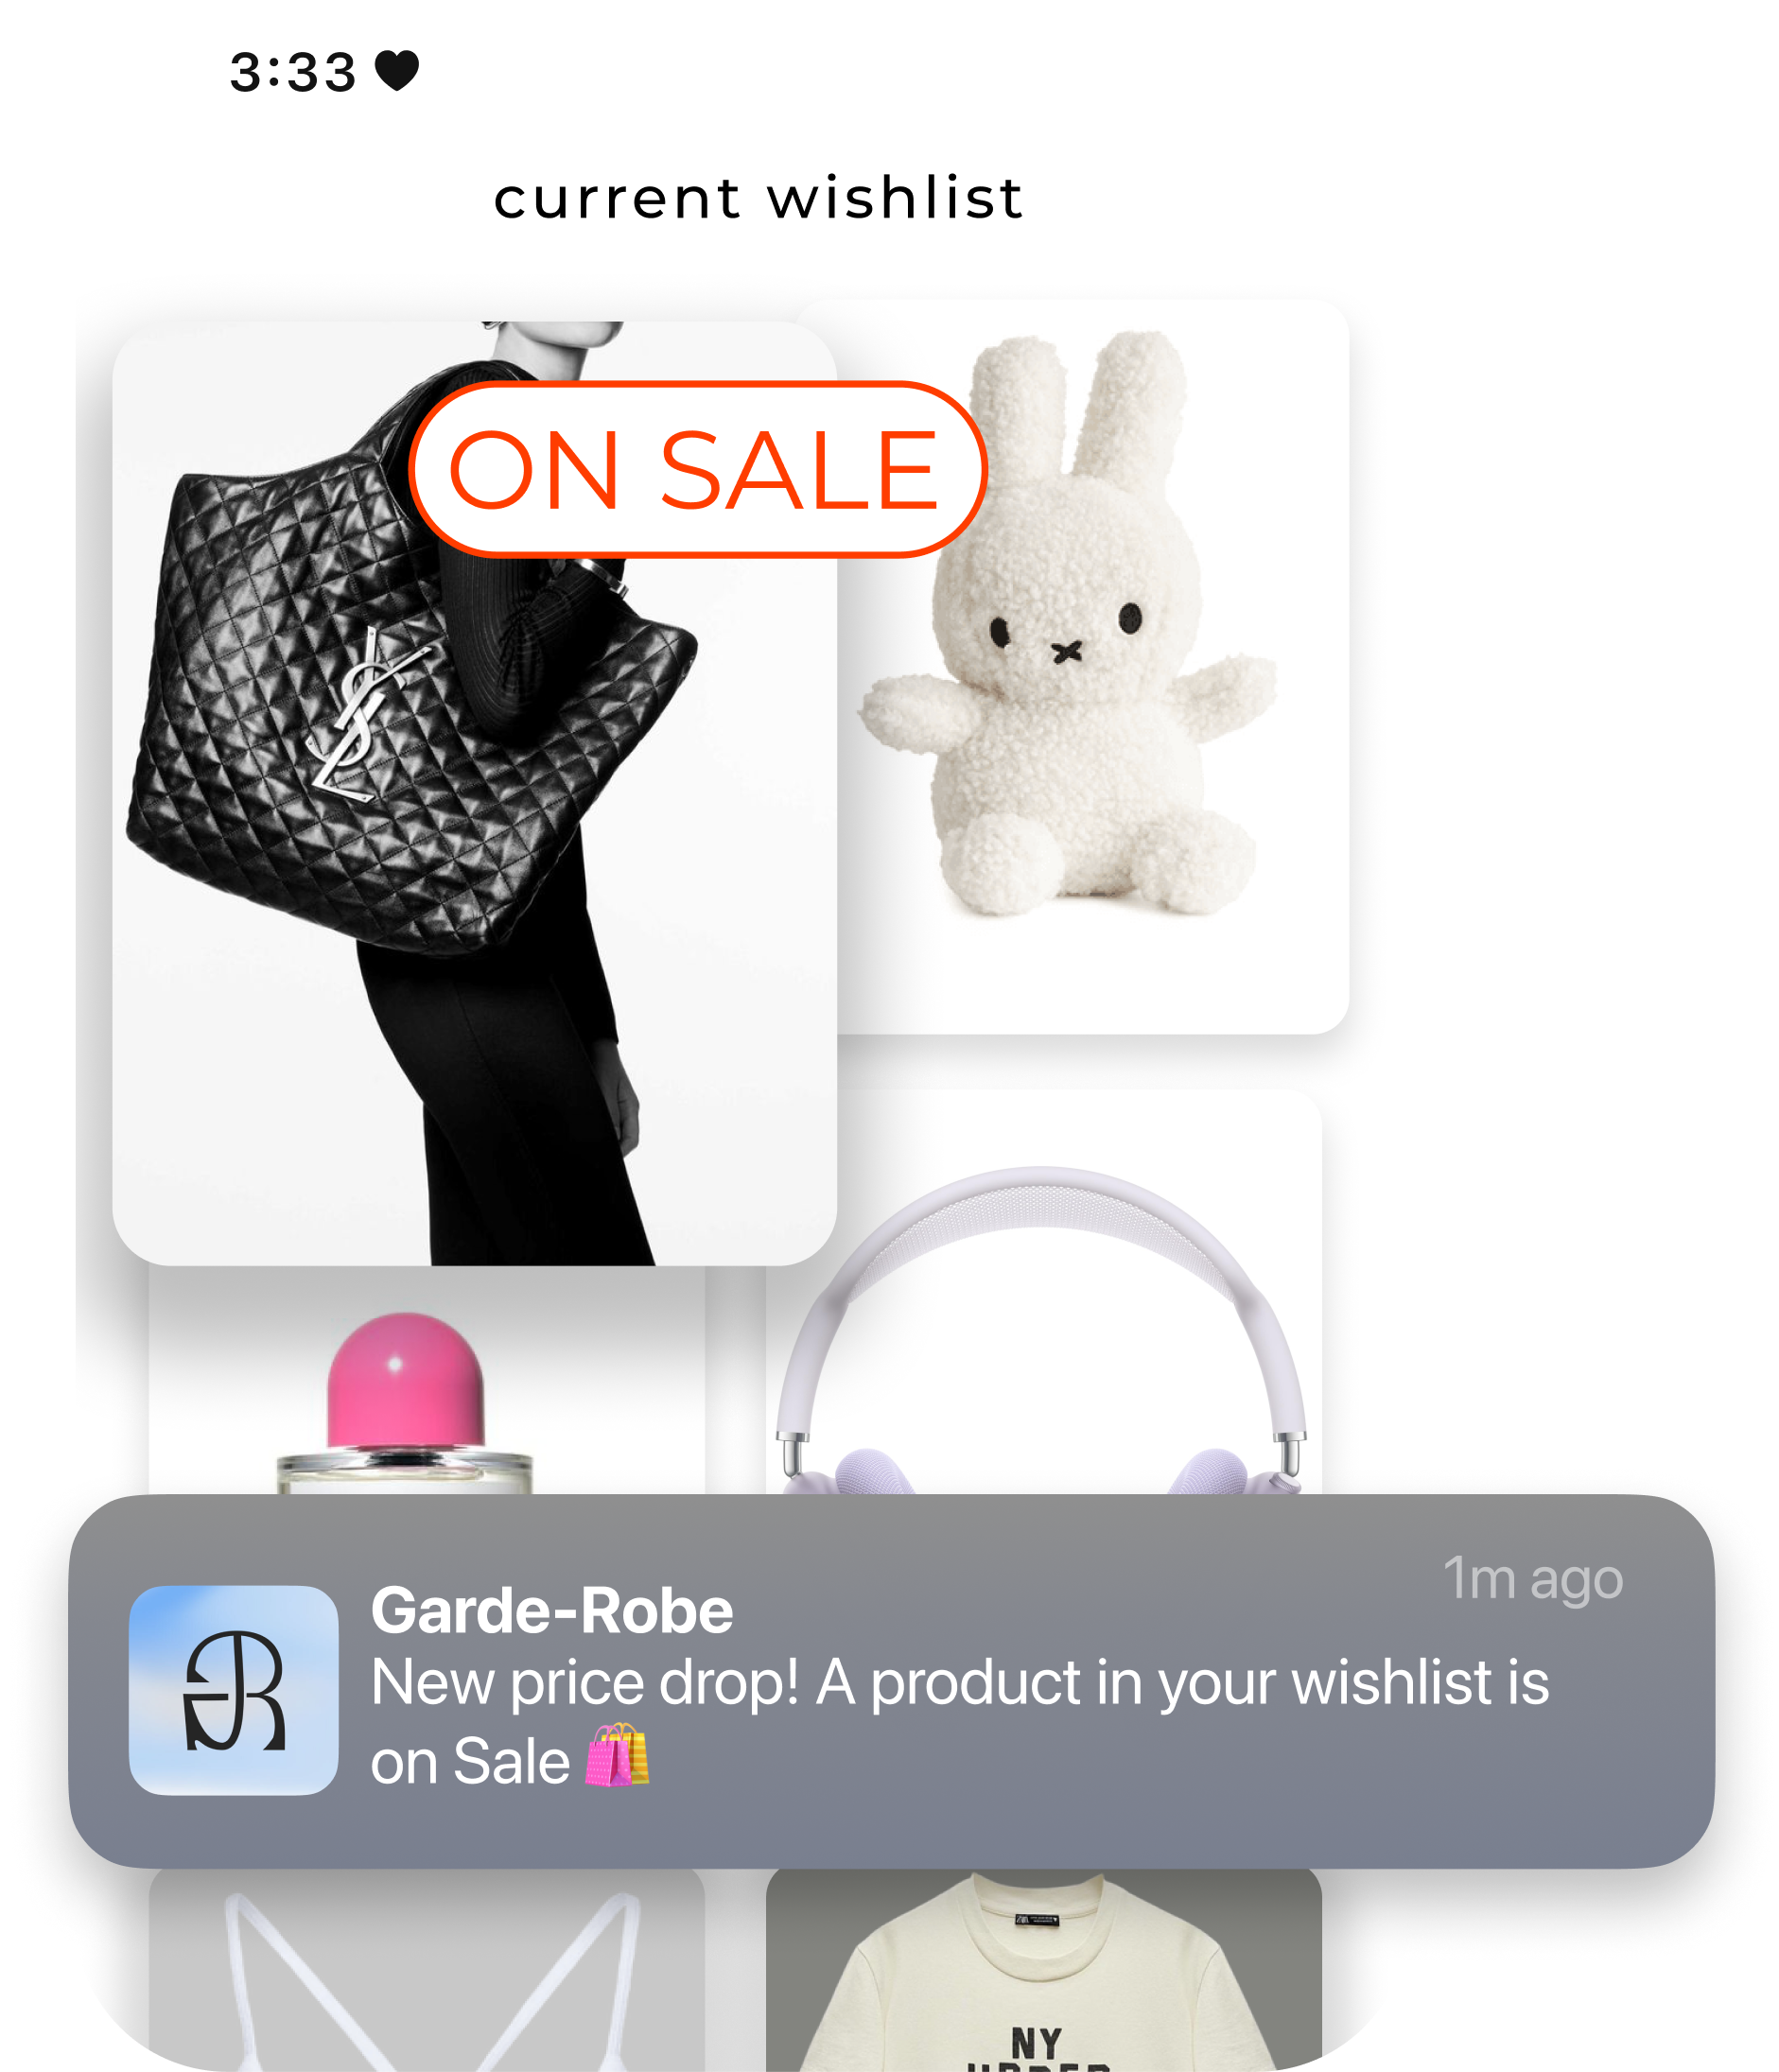 3:33
current wishlist
ON SALE
YSL
1m ago
Garde-Robe
New price drop! A product in your wishlist is
on Sale 🛍️
NY